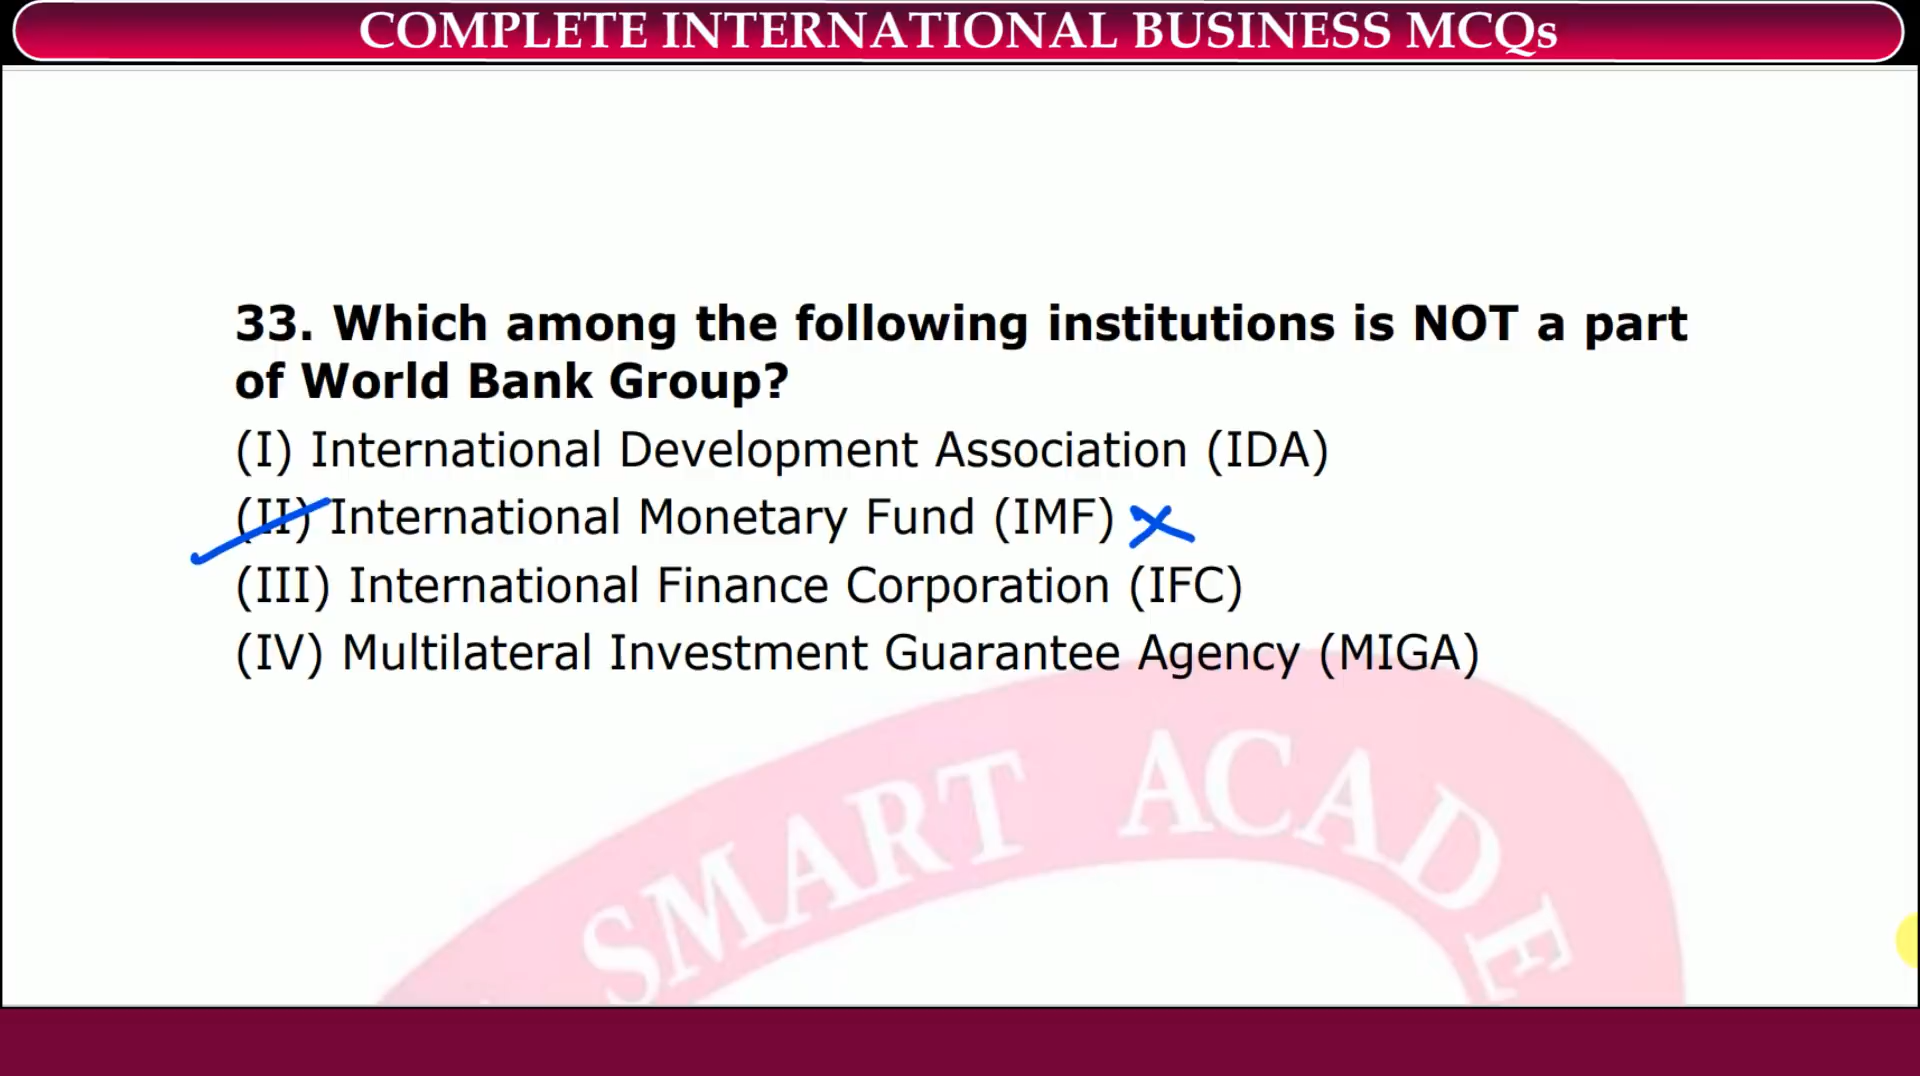 COMPLETE INTERNATIONAL BUSINESS MCQs
33. Which among the following institutions is NOT a part
of World Bank Group?
(I) International Development Association (IDA)
(II) International Monetary Fund (IMF)
(III) International Finance Corporation (IFC)
(IV) Multilateral Investment Guarantee Agency (MIGA)
SMART ACADE